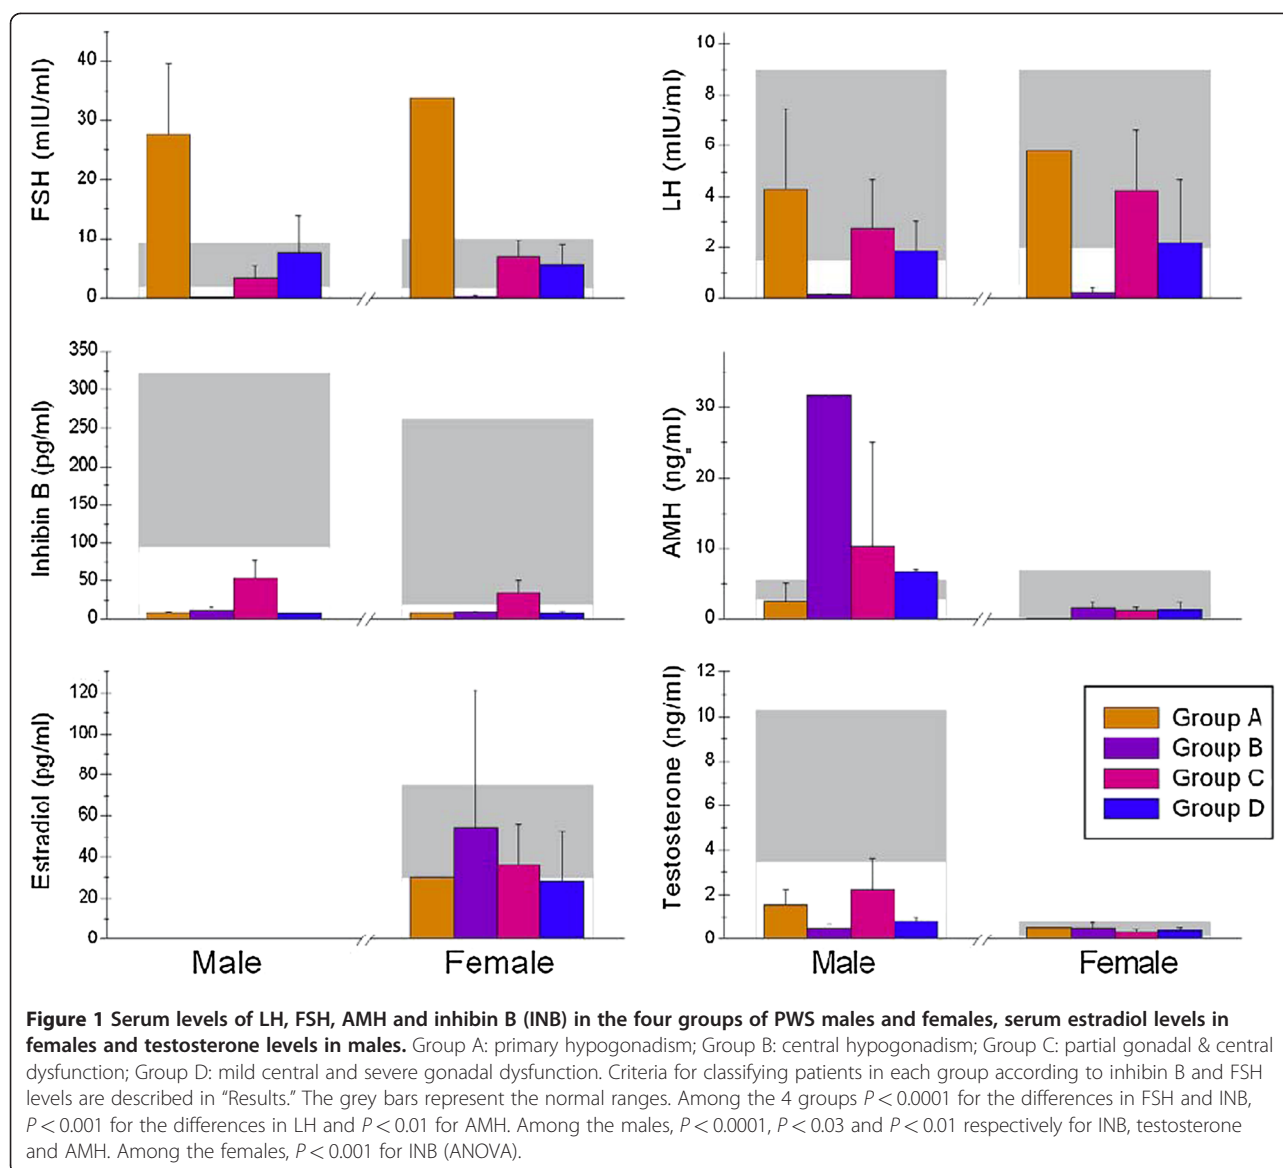 FSH (mIU/ml)
40
30
20
10
0
LH (mIU/ml)
10
8
6
4
2
0
Inhibin B (pg/ml)
350
300
250
200
150
100
50
0
AMH (ng/ml)
30
20
10
0
Estradiol (pg/ml)
120
100
80
60
40
20
0
Male
Female
Testosterone (ng/ml)
12
10
8
6
4
2
0
Male
Female
Group A
Group B
Group C
Group D
Figure 1 Serum levels of LH, FSH, AMH and inhibin B (INB) in the four groups of PWS males and females, serum estradiol levels in
females and testosterone levels in males. Group A: primary hypogonadism; Group B: central hypogonadism; Group C: partial gonadal & central
dysfunction; Group D: mild central and severe gonadal dysfunction. Criteria for classifying patients in each group according to inhibin B and FSH
levels are described in “Results.” The grey bars represent the normal ranges. Among the 4 groups P < 0.0001 for the differences in FSH and INB,
P < 0.001 for the differences in LH and P < 0.01 for AMH. Among the males, P < 0.0001, P < 0.03 and P < 0.01 respectively for INB, testosterone
and AMH. Among the females, P < 0.001 for INB (ANOVA).